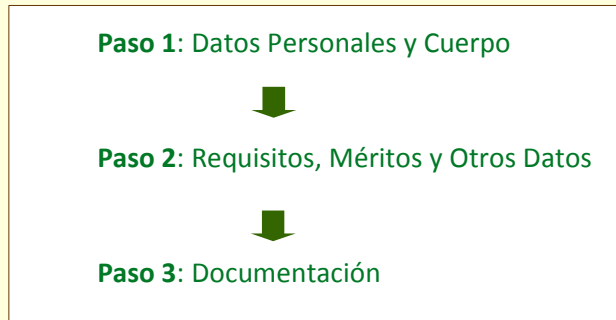 Paso 1: Datos Personales y Cuerpo
Paso 2: Requisitos, Méritos y Otros Datos
Paso 3: Documentación